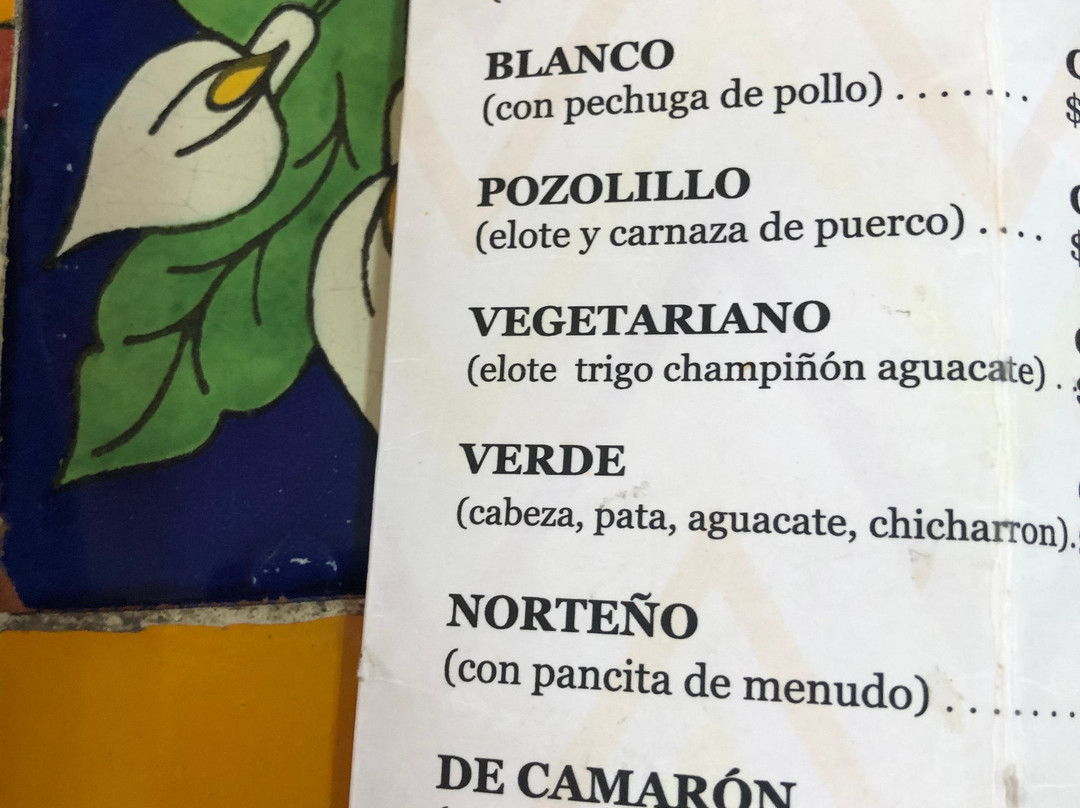 BLANCO
(con pechuga de pollo) . . . . . . .
POZOLILLO
(elote y carnaza de puerco) . . . .
VEGETARIANO
(elote trigo champiñón aguacate) . .
VERDE
(cabeza, pata, aguacate, chicharron).
NORTEÑO
(con pancita de menudo) . . . . . . .
DE CAMARÓN